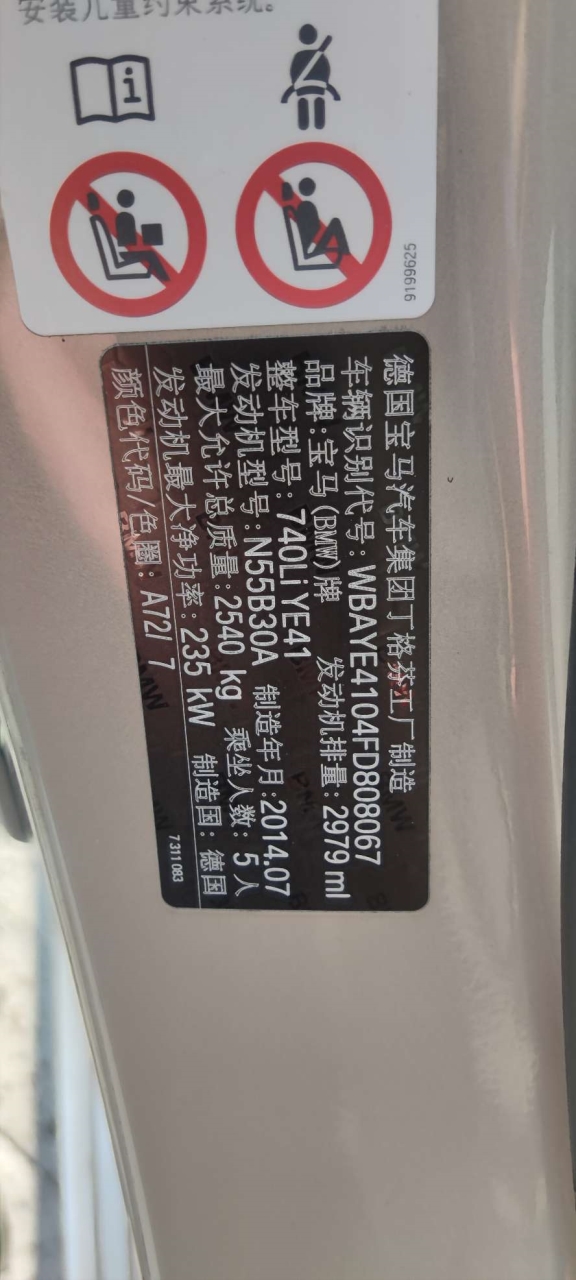 安装儿童约束系统。
9199625
德国宝马汽车集团丁格芬工厂制造
车辆识别代号:WBAYE4104FD808067
品牌:宝马(BMW)牌 发动机排量:2979 ml
整车型号:740Li YE41
发动机型号:N55B30A 制造年月:2014.07
最大允许总质量:2540 kg 乘坐人数:5人
发动机最大净功率:235 kW 制造国:德国
颜色代码/色圈:A72/ 7
7 311 083